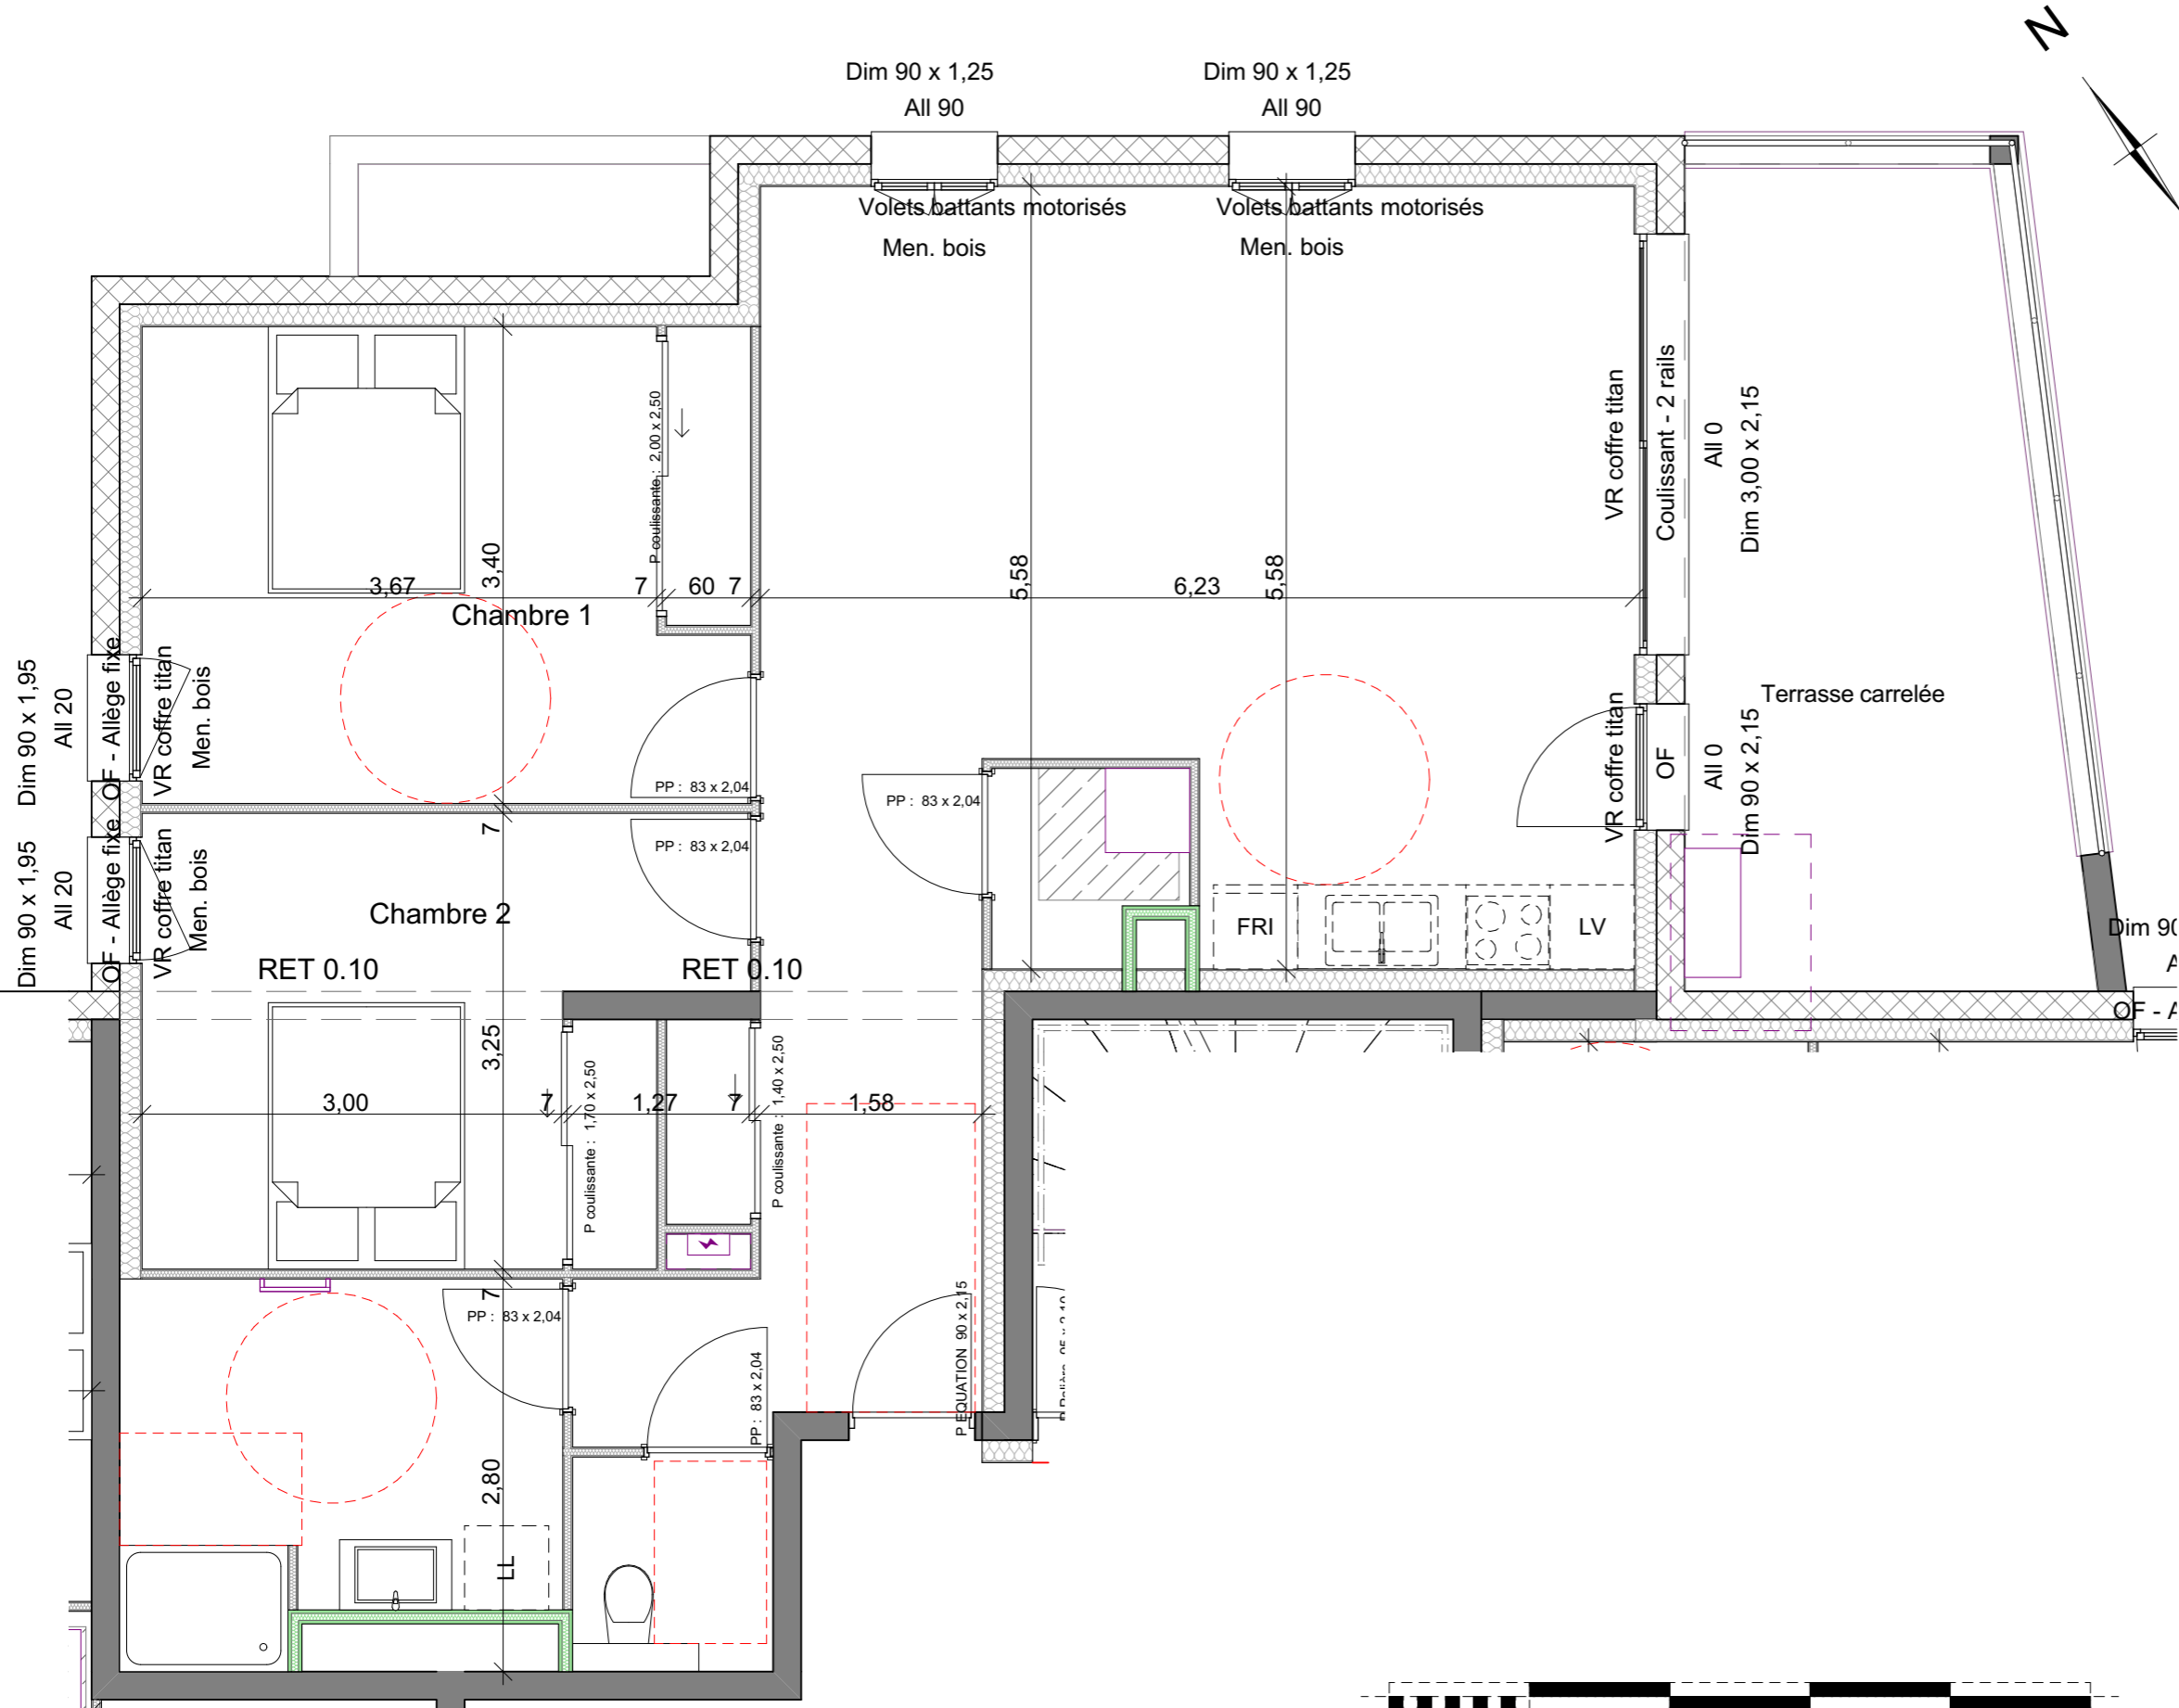 N
Dim 90 x 1,25
All 90
Dim 90 x 1,25
All 90
Volets battants motorisés
Men. bois
Volets battants motorisés
Men. bois
P coulissante : 2,00 x 2,50
3,40
3,67
7
60
7
5,58
6,23
5,58
Chambre 1
VR coffre titan
Coulissant - 2 rails
All 0
Dim 3,00 x 2,15
Dim 90 x 1,95
All 20
OF - Allège fixe
VR coffre titan
Men. bois
PP : 83 x 2,04
PP : 83 x 2,04
Terrasse carrelée
VR coffre titan
OF
All 0
Dim 90 x 2,15
7
PP : 83 x 2,04
Dim 90 x 1,95
All 20
OF - Allège fixe
VR coffre titan
Men. bois
Chambre 2
FRI
LV
Dim 90
A
OF - A
RET 0.10
RET 0.10
3,25
3,00
7
P coulissante : 1,70 x 2,50
1,27
7
P coulissante : 1,40 x 2,50
1,58
7
PP : 83 x 2,04
PP : 83 x 2,04
P EQUATION 90 x 2,15
2,80
LL